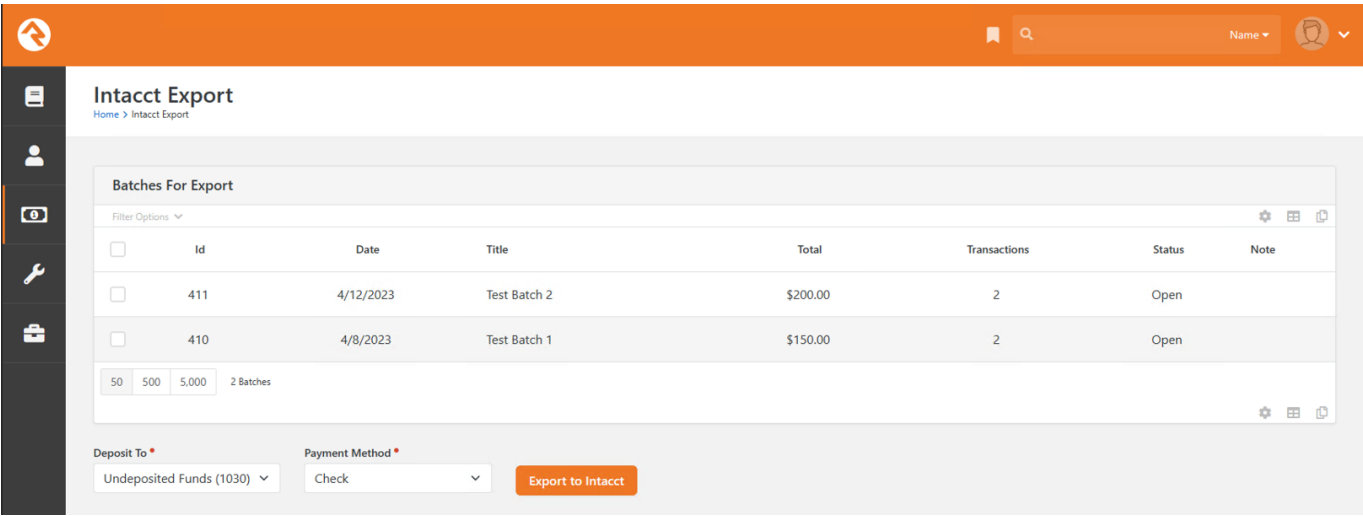 Name
Intacct Export
Home > Intacct Export
Batches For Export
Filter Options
Id Date Title Total Transactions Status Note
411 4/12/2023 Test Batch 2 $200.00 2 Open
410 4/8/2023 Test Batch 1 $150.00 2 Open
50 500 5,000 2 Batches
Deposit To * Payment Method *
Undeposited Funds (1030) Check Export to Intacct